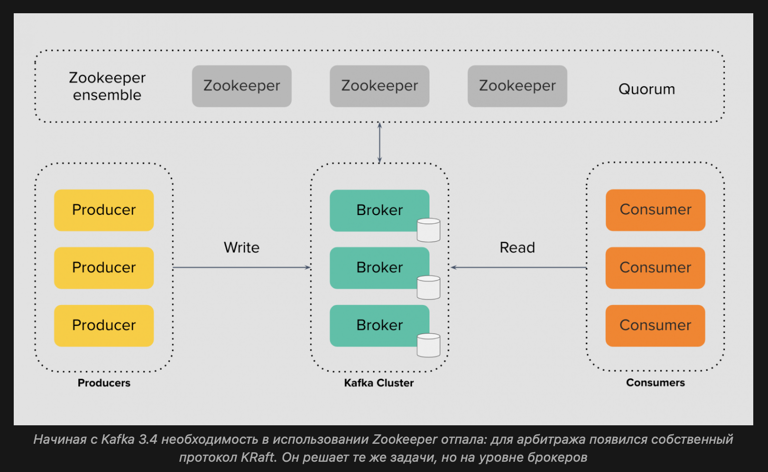 Zookeeper
ensemble
Zookeeper
Zookeeper
Zookeeper
Quorum
Producer
Producer
Producer
Producers
Write
Broker
Broker
Broker
Kafka Cluster
Read
Consumer
Consumer
Consumer
Consumers
Начиная с Kafka 3.4 необходимость в использовании Zookeeper отпала: для арбитража появился собственный
протокол KRaft. Он решает те же задачи, но на уровне брокеров